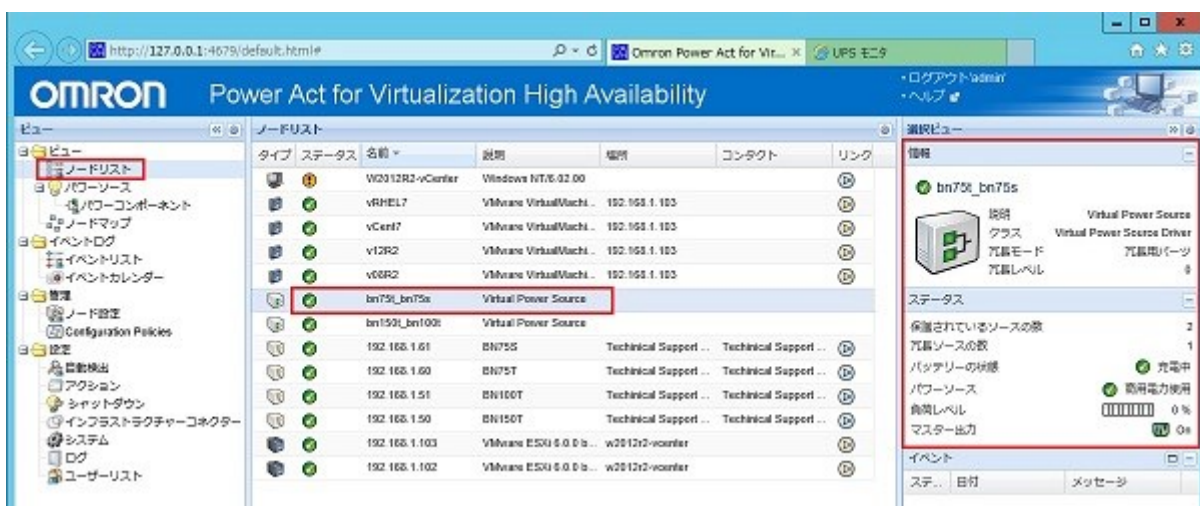 http://127.0.0.1:4679/default.html#
Omron Power Act for Vir...
UPS モニタ
OMRON
Power Act for Virtualization High Availability
ログアウト'admin'
ヘルプ
ビュー
ビュー
ノードリスト
パワーソース
パワーコンポーネント
ノードマップ
イベントログ
イベントリスト
イベントカレンダー
管理
ノード設定
Configuration Policies
設定
自動検出
アクション
シャットダウン
インフラストラクチャーコネクター
システム
ログ
ユーザーリスト
ノードリスト
タイプ ステータス 名前 説明 場所 コンタクト リンク
W2012R2-vCenter Windows NT/6.02.00
vRHEL7 VMware VirtualMachi... 192.168.1.103
vCent7 VMware VirtualMachi... 192.168.1.103
v12R2 VMware VirtualMachi... 192.168.1.103
v08R2 VMware VirtualMachi... 192.168.1.103
bn75t_bn75s Virtual Power Source
bn150t_bn100t Virtual Power Source
192.168.1.61 BN75S Techinical Support ... Techinical Support ...
192.168.1.60 BN75T Techinical Support ... Techinical Support ...
192.168.1.51 BN100T Techinical Support ... Techinical Support ...
192.168.1.50 BN150T Techinical Support ... Techinical Support ...
192.168.1.103 VMware ESXi 6.0.0 b... w2012r2-vcenter
192.168.1.102 VMware ESXi 6.0.0 b... w2012r2-vcenter
選択ビュー
情報
bn75t_bn75s
説明 Virtual Power Source
クラス Virtual Power Source Driver
冗長モード 冗長用パーツ
冗長レベル 0
ステータス
保護されているソースの数 2
冗長ソースの数 1
バッテリーの状態 充電中
パワーソース 商用電力使用
負荷レベル 0 %
マスター出力 On
イベント
ステ... 日付 メッセージ